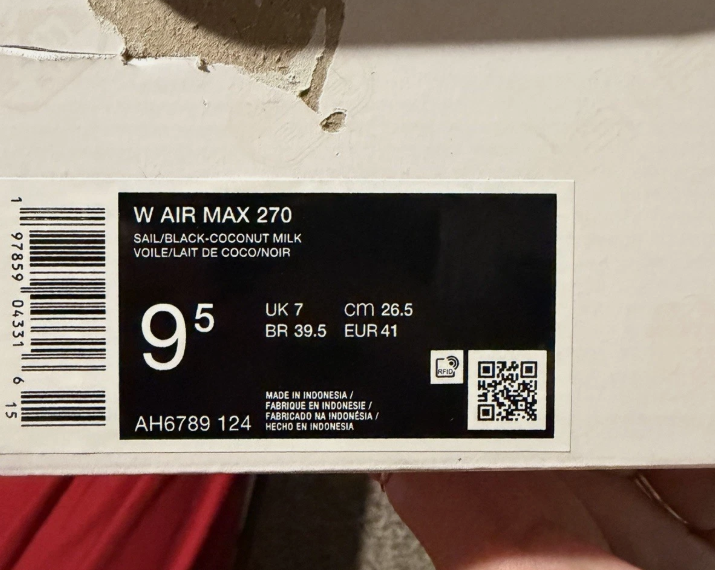 W AIR MAX 270
SAIL/BLACK-COCONUT MILK
VOILE/LAIT DE COCO/NOIR
9⁵
UK 7 cm 26.5
BR 39.5 EUR 41
RFID
MADE IN INDONESIA /
FABRIQUE EN INDONESIE /
FABRICADO NA INDONÉSIA /
HECHO EN INDONESIA
AH6789 124
1 97859 04331 6 15